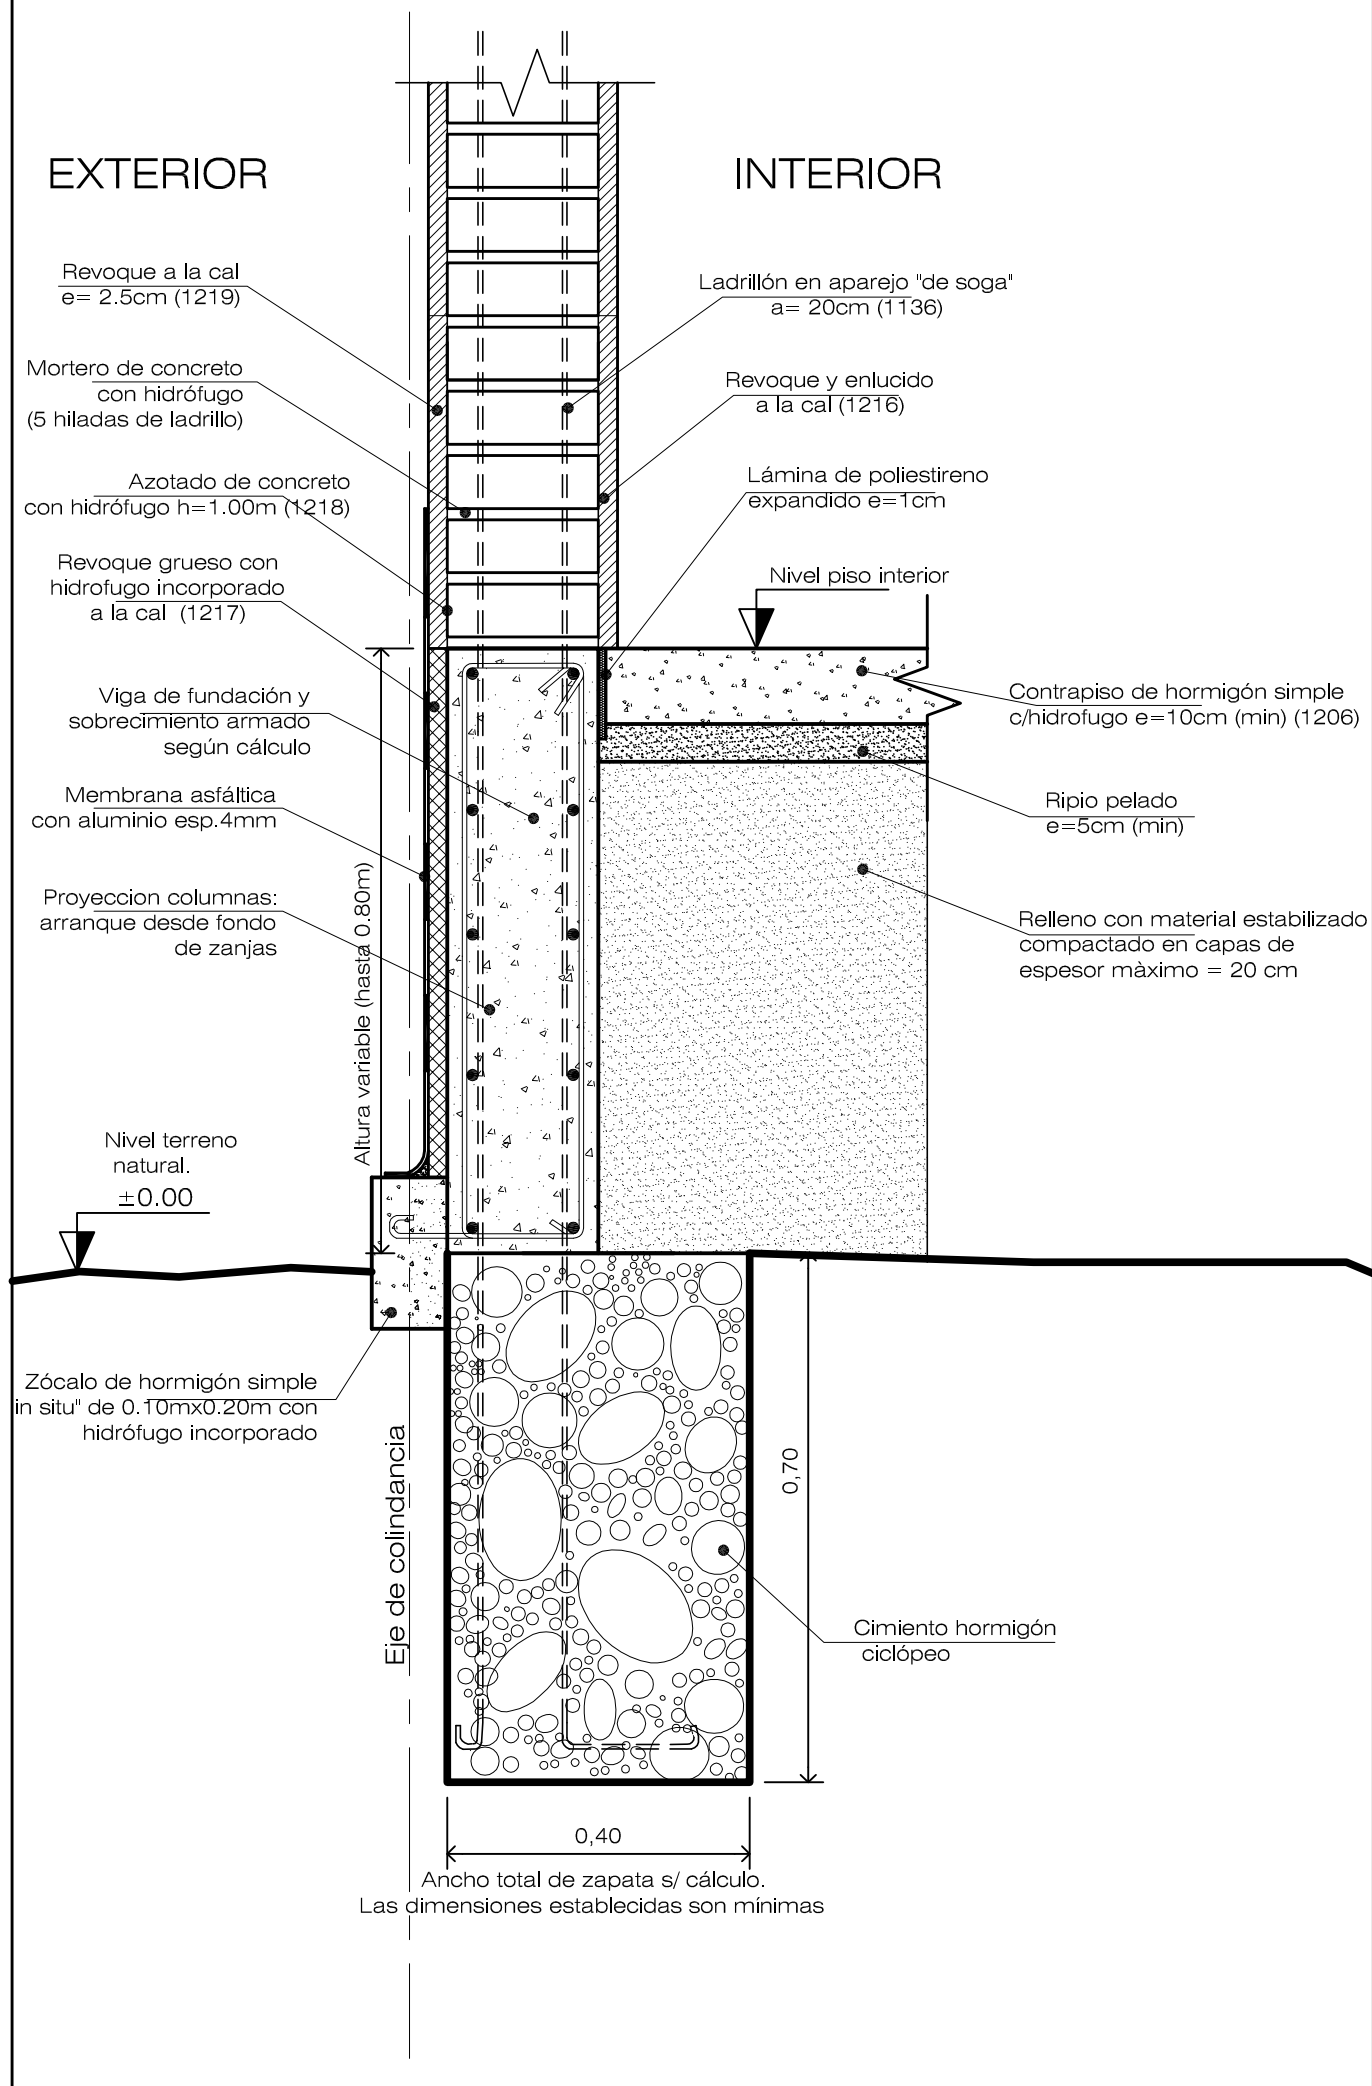 EXTERIOR
INTERIOR
Revoque a la cal
e= 2.5cm (1219)
Mortero de concreto
con hidrófugo
(5 hiladas de ladrillo)
Azotado de concreto
con hidrófugo h=1.00m (1218)
Revoque grueso con
hidrofugo incorporado
a la cal (1217)
Viga de fundación y
sobrecimiento armado
según cálculo
Membrana asfáltica
con aluminio esp.4mm
Proyeccion columnas:
arranque desde fondo
de zanjas
Altura variable (hasta 0.80m)
Nivel terreno
natural.
±0.00
Zócalo de hormigón simple
in situ" de 0.10mx0.20m con
hidrófugo incorporado
Eje de colindancia
Ladrillón en aparejo "de soga"
a= 20cm (1136)
Revoque y enlucido
a la cal (1216)
Lámina de poliestireno
expandido e=1cm
Nivel piso interior
Contrapiso de hormigón simple
c/hidrofugo e=10cm (min) (1206)
Ripio pelado
e=5cm (min)
Relleno con material estabilizado
compactado en capas de
espesor màximo = 20 cm
0,70
Cimiento hormigón
ciclópeo
0,40
Ancho total de zapata s/ cálculo.
Las dimensiones establecidas son mínimas